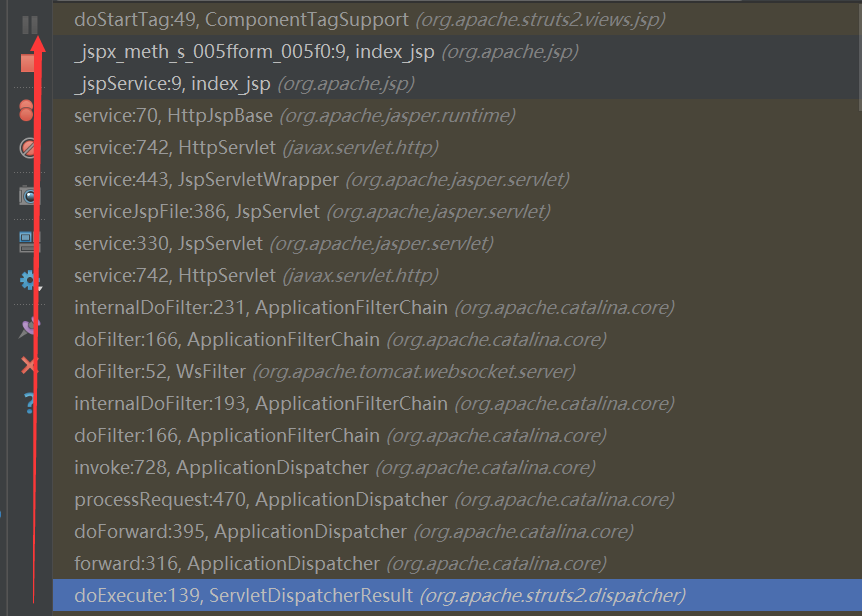 doStartTag:49, ComponentTagSupport (org.apache.struts2.views.jsp)
_jspx_meth_s_005fform_005f0:9, index_jsp (org.apache.jsp)
_jspService:9, index_jsp (org.apache.jsp)
service:70, HttpJspBase (org.apache.jasper.runtime)
service:742, HttpServlet (javax.servlet.http)
service:443, JspServletWrapper (org.apache.jasper.servlet)
serviceJspFile:386, JspServlet (org.apache.jasper.servlet)
service:330, JspServlet (org.apache.jasper.servlet)
service:742, HttpServlet (javax.servlet.http)
internalDoFilter:231, ApplicationFilterChain (org.apache.catalina.core)
doFilter:166, ApplicationFilterChain (org.apache.catalina.core)
doFilter:52, WsFilter (org.apache.tomcat.websocket.server)
internalDoFilter:193, ApplicationFilterChain (org.apache.catalina.core)
doFilter:166, ApplicationFilterChain (org.apache.catalina.core)
invoke:728, ApplicationDispatcher (org.apache.catalina.core)
processRequest:470, ApplicationDispatcher (org.apache.catalina.core)
doForward:395, ApplicationDispatcher (org.apache.catalina.core)
forward:316, ApplicationDispatcher (org.apache.catalina.core)
doExecute:139, ServletDispatcherResult (org.apache.struts2.dispatcher)